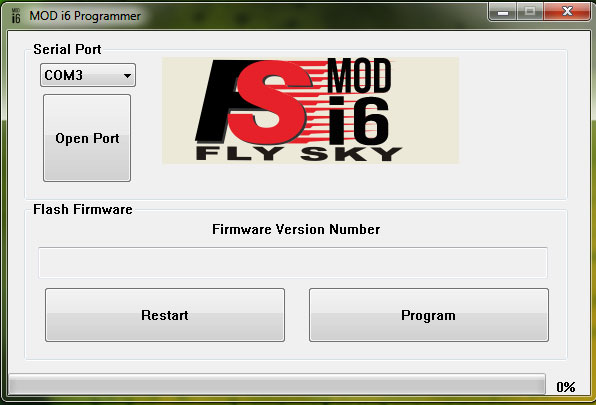 MOD i6 Programmer
Serial Port
COM3
Open Port
FS
MOD
i6
FLY SKY
Flash Firmware
Firmware Version Number
Restart
Program
0%